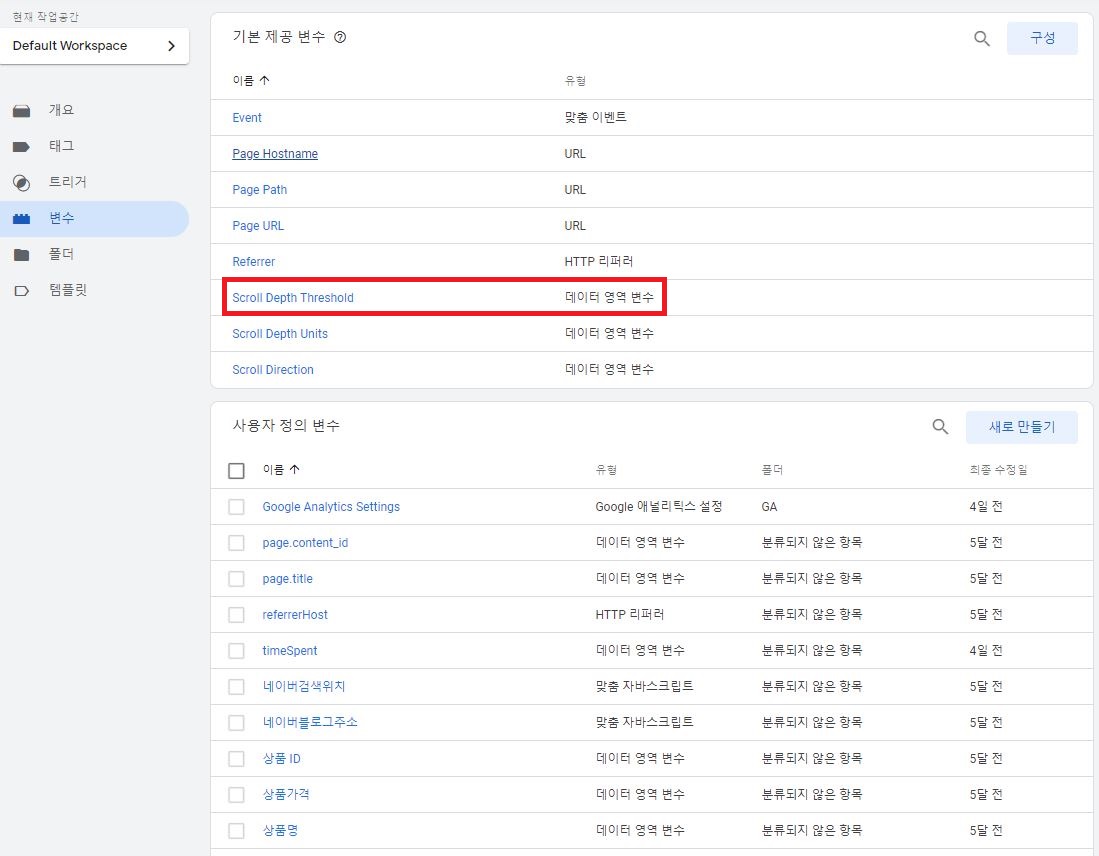 현재 작업공간
Default Workspace
개요
태그
트리거
변수
폴더
템플릿
기본 제공 변수
구성
이름 유형
Event 맞춤 이벤트
Page Hostname URL
Page Path URL
Page URL URL
Referrer HTTP 리퍼러
Scroll Depth Threshold 데이터 영역 변수
Scroll Depth Units 데이터 영역 변수
Scroll Direction 데이터 영역 변수
사용자 정의 변수
새로 만들기
이름 유형 폴더 최종 수정일
Google Analytics Settings Google 애널리틱스 설정 GA 4일 전
page.content_id 데이터 영역 변수 분류되지 않은 항목 5달 전
page.title 데이터 영역 변수 분류되지 않은 항목 5달 전
referrerHost HTTP 리퍼러 분류되지 않은 항목 5달 전
timeSpent 데이터 영역 변수 분류되지 않은 항목 4일 전
네이버검색위치 맞춤 자바스크립트 분류되지 않은 항목 5달 전
네이버블로그주소 맞춤 자바스크립트 분류되지 않은 항목 5달 전
상품 ID 데이터 영역 변수 분류되지 않은 항목 5달 전
상품가격 데이터 영역 변수 분류되지 않은 항목 5달 전
상품명 데이터 영역 변수 분류되지 않은 항목 5달 전